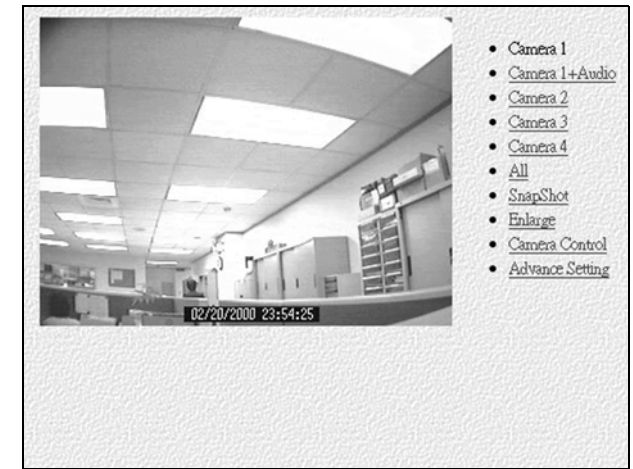 Camera 1
Camera 1+Audio
Camera 2
Camera 3
Camera 4
All
SnapShot
Enlarge
Camera Control
Advance Setting
02/20/2000 23:54:25